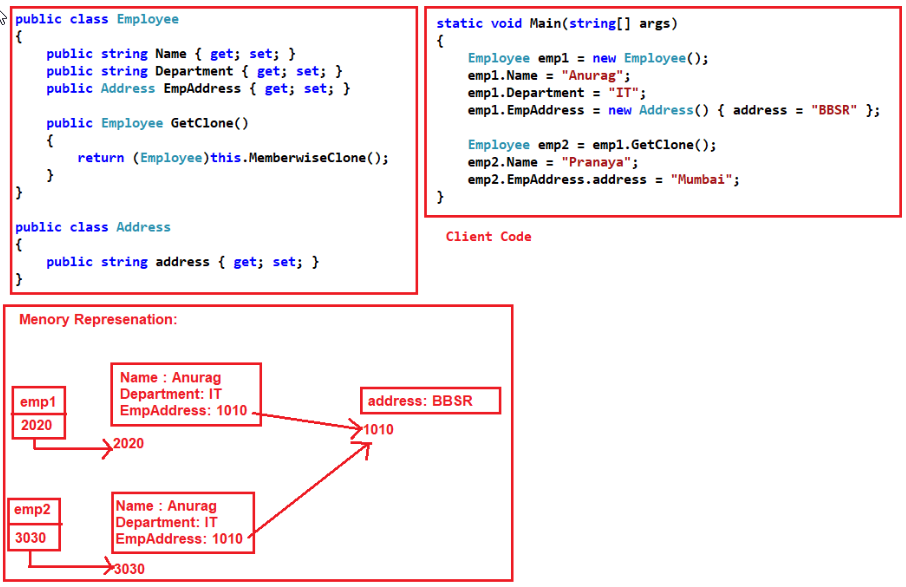 public class Employee
{
    public string Name { get; set; }
    public string Department { get; set; }
    public Address EmpAddress { get; set; }
    public Employee GetClone()
    {
        return (Employee)this.MemberwiseClone();
    }
}
public class Address
{
    public string address { get; set; }
}
static void Main(string[] args)
{
    Employee emp1 = new Employee();
    emp1.Name = "Anurag";
    emp1.Department = "IT";
    emp1.EmpAddress = new Address() { address = "BBSR" };
    Employee emp2 = emp1.GetClone();
    emp2.Name = "Pranaya";
    emp2.EmpAddress.address = "Mumbai";
}
Client Code
Menory Represenation:
emp1
2020
Name : Anurag
Department: IT
EmpAddress: 1010
2020
address: BBSR
1010
emp2
3030
Name : Anurag
Department: IT
EmpAddress: 1010
3030